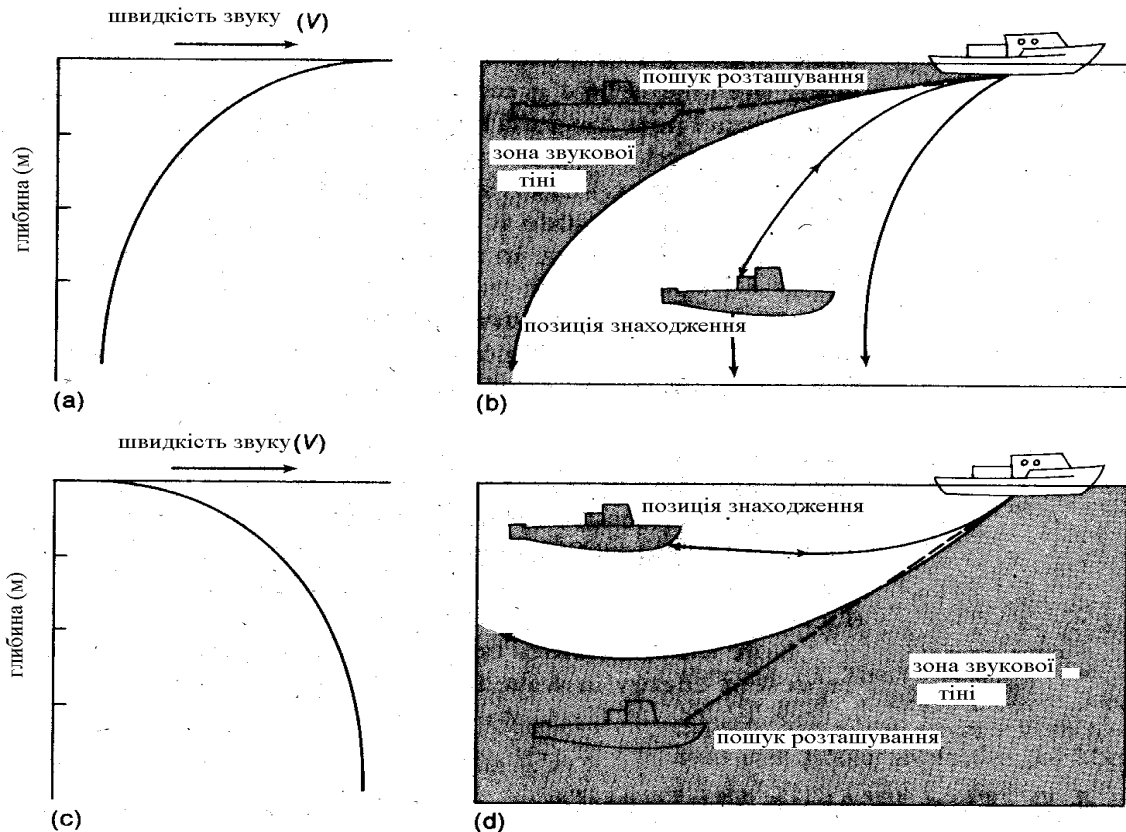 швидкість звуку (V)
глибина (м)
(a)
пошук розташування
зона звукової
тіні
позиція знаходження
(b)
швидкість звуку (V)
глибина (м)
(c)
позиція знаходження
зона звукової
тіні
пошук розташування
(d)